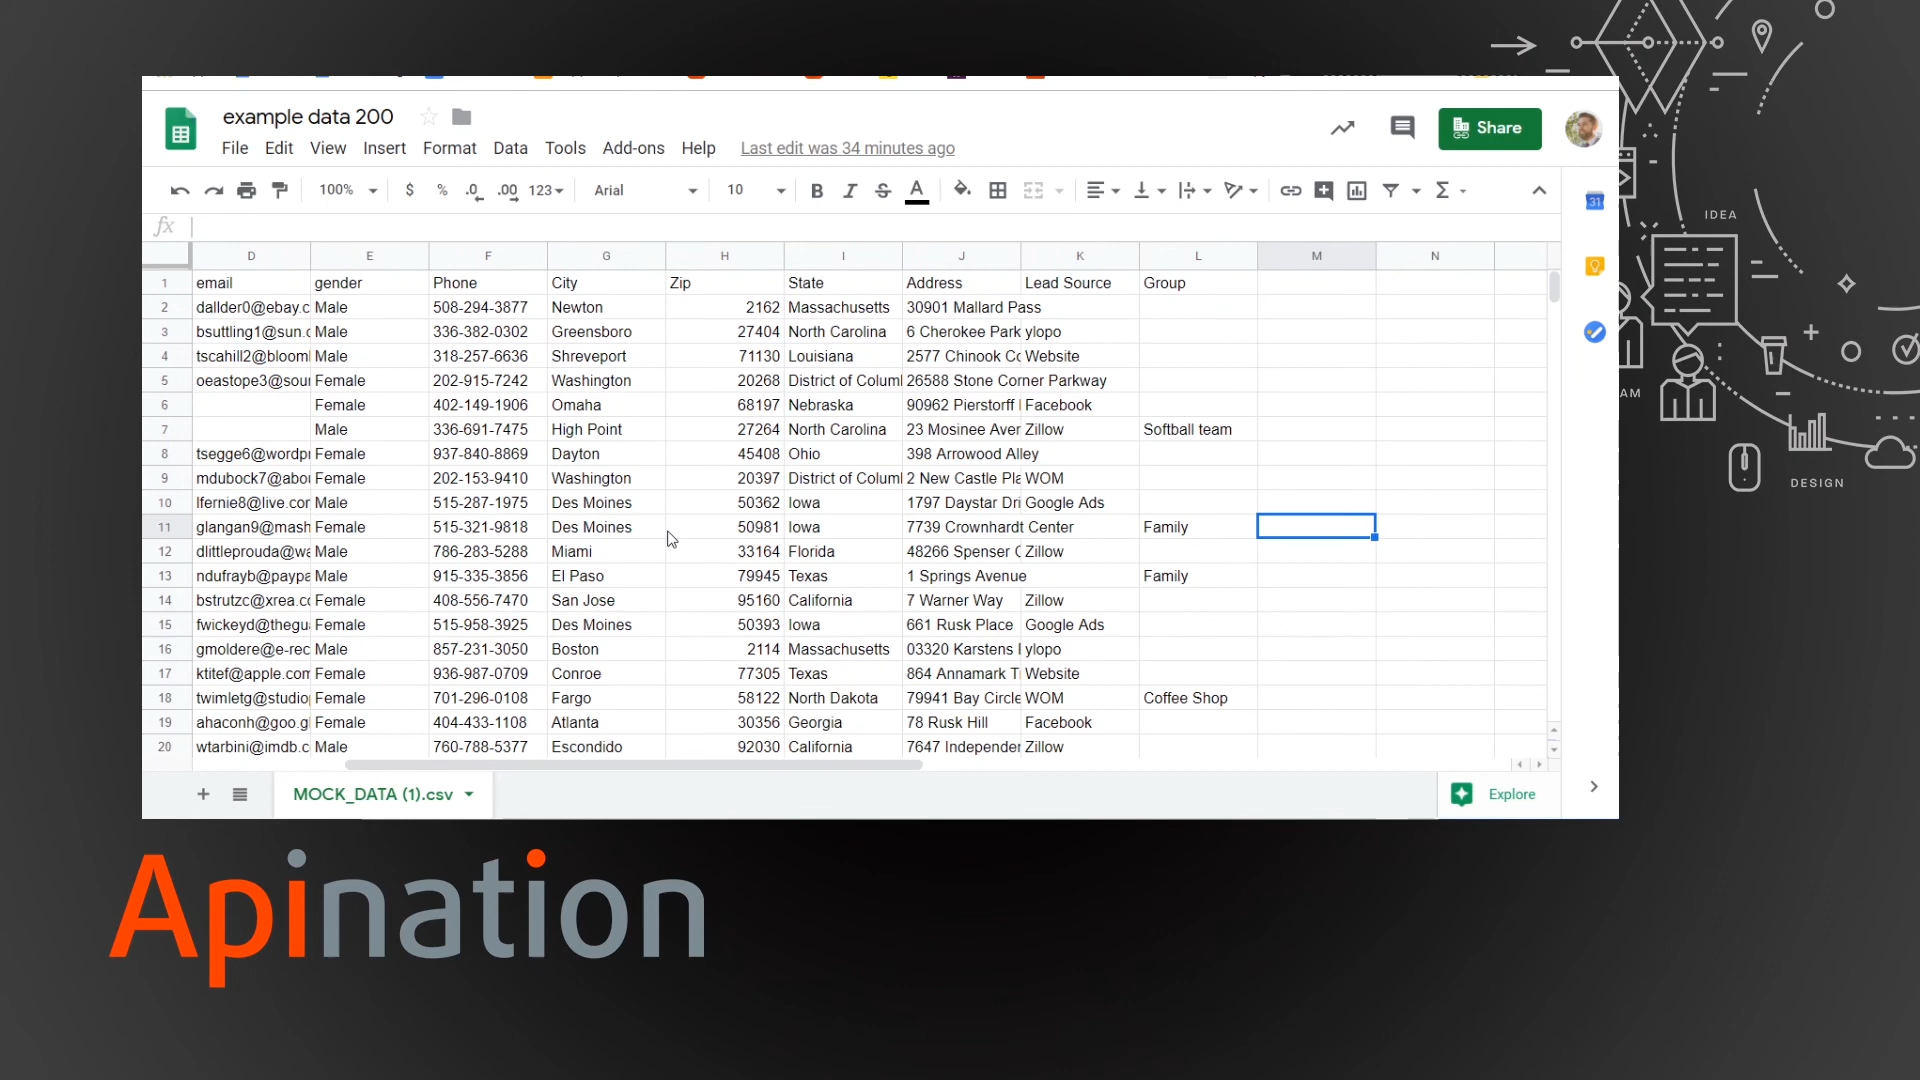 example data 200
File Edit View Insert Format Data Tools Add-ons Help Last edit was 34 minutes ago
Share
100% $ % .0 .00 123 Arial 10 B I S A Σ
31
fx
D E F G H I J K L M N
1 email gender Phone City Zip State Address Lead Source Group
2 dallder0@ebay.c Male 508-294-3877 Newton 2162 Massachusetts 30901 Mallard Pass
3 bsuttling1@sun.c Male 336-382-0302 Greensboro 27404 North Carolina 6 Cherokee Park ylopo
4 tscahill2@bloom Male 318-257-6636 Shreveport 71130 Louisiana 2577 Chinook Website
5 oeastope3@sou Female 202-915-7242 Washington 20268 District of Colum 26588 Stone Corner Parkway
6 Female 402-149-1906 Omaha 68197 Nebraska 90962 Pierstorff Facebook
7 Male 336-691-7475 High Point 27264 North Carolina 23 Mosinee Aver Zillow Softball team
8 tsegge6@wordp Female 937-840-8869 Dayton 45408 Ohio 398 Arrowood Alley
9 mdubock7@abou Female 202-153-9410 Washington 20397 District of Colum 2 New Castle Pla WOM
10 lfernie8@live.cor Male 515-287-1975 Des Moines 50362 Iowa 1797 Daystar Dri Google Ads
11 glangan9@mash Female 515-321-9818 Des Moines 50981 Iowa 7739 Crownhardt Center Family
12 dlittleprouda@wa Male 786-283-5288 Miami 33164 Florida 48266 Spenser Zillow
13 ndufrayb@paypa Male 915-335-3856 El Paso 79945 Texas 1 Springs Avenue Family
14 bstrutzc@xrea.co Female 408-556-7470 San Jose 95160 California 7 Warner Way Zillow
15 fwickeyd@thegu Female 515-958-3925 Des Moines 50393 Iowa 661 Rusk Place Google Ads
16 gmoldere@e-rec Male 857-231-3050 Boston 2114 Massachusetts 03320 Karstens ylopo
17 ktitef@apple.com Female 936-987-0709 Conroe 77305 Texas 864 Annamark T Website
18 twimletg@studio Female 701-296-0108 Fargo 58122 North Dakota 79941 Bay Circle WOM Coffee Shop
19 ahaconh@goo.g Female 404-433-1108 Atlanta 30356 Georgia 78 Rusk Hill Facebook
20 wtarbini@imdb.c Male 760-788-5377 Escondido 92030 California 7647 Independer Zillow
MOCK_DATA (1).csv
Explore
IDEA
AM
DESIGN
Apination